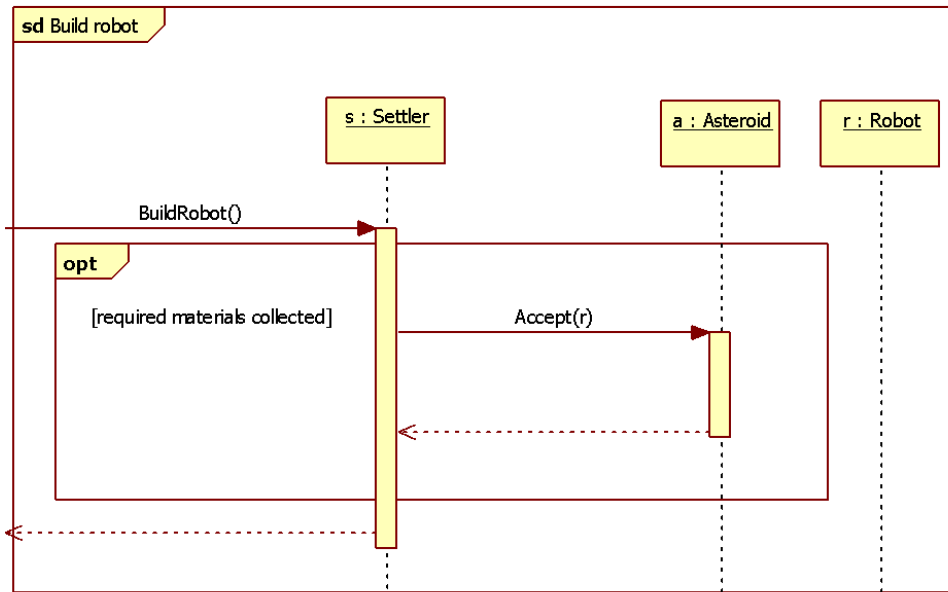 sd Build robot
s : Settler
a : Asteroid
r : Robot
BuildRobot()
opt
[required materials collected]
Accept(r)